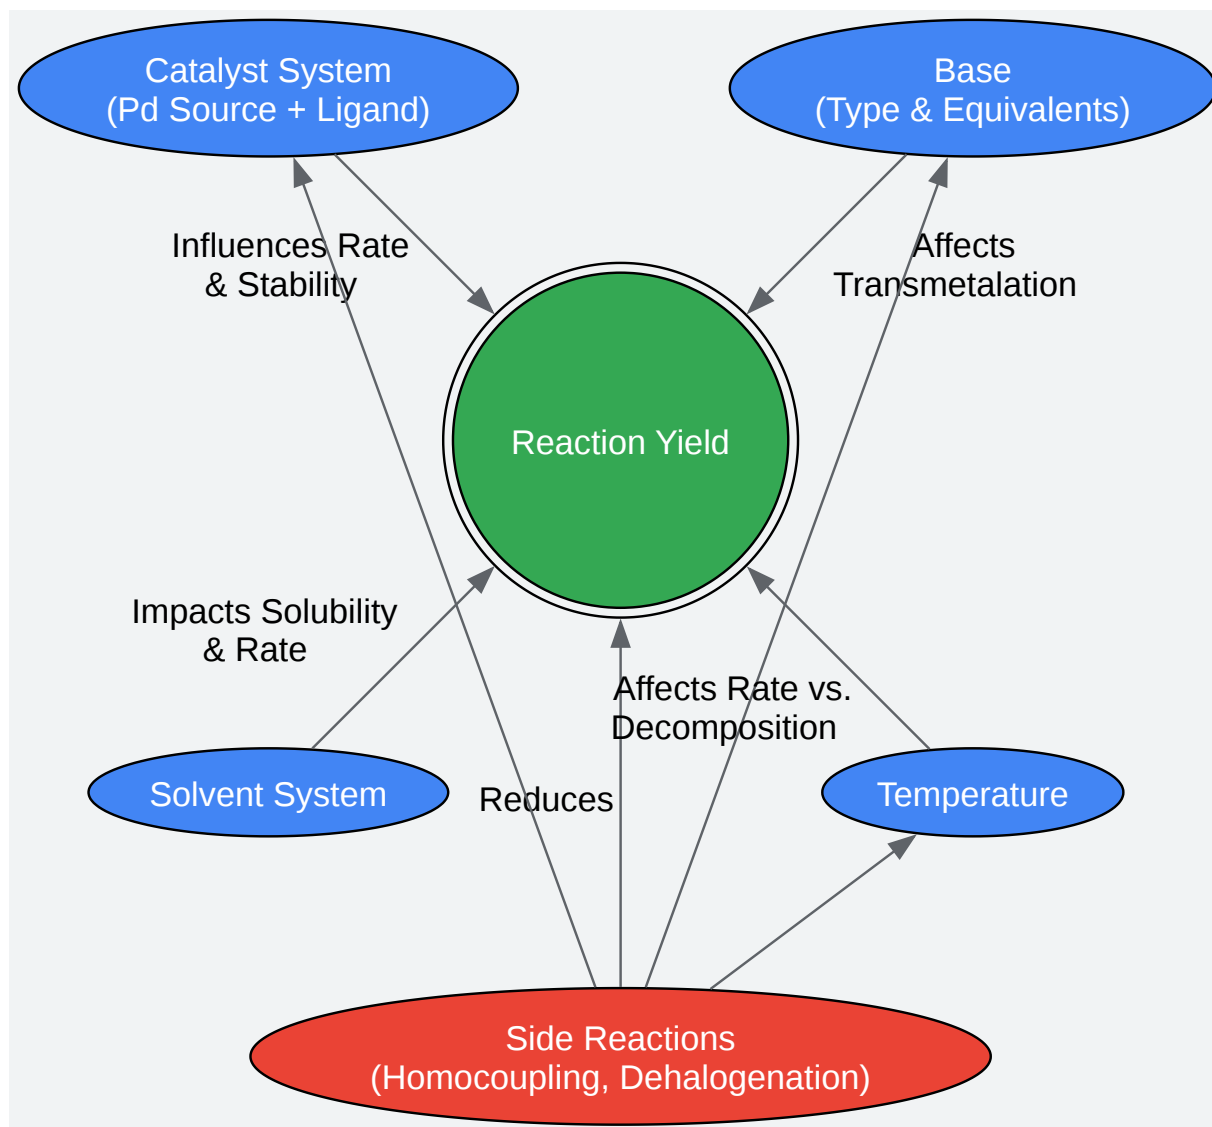 Catalyst System
(Pd Source + Ligand)
Base
(Type & Equivalents)
Influences Rate
& Stability
Affects
Transmetalation
Reaction Yield
Impacts Solubility
& Rate
Affects Rate vs.
Decomposition
Solvent System
Reduces
Temperature
Side Reactions
(Homocoupling, Dehalogenation)